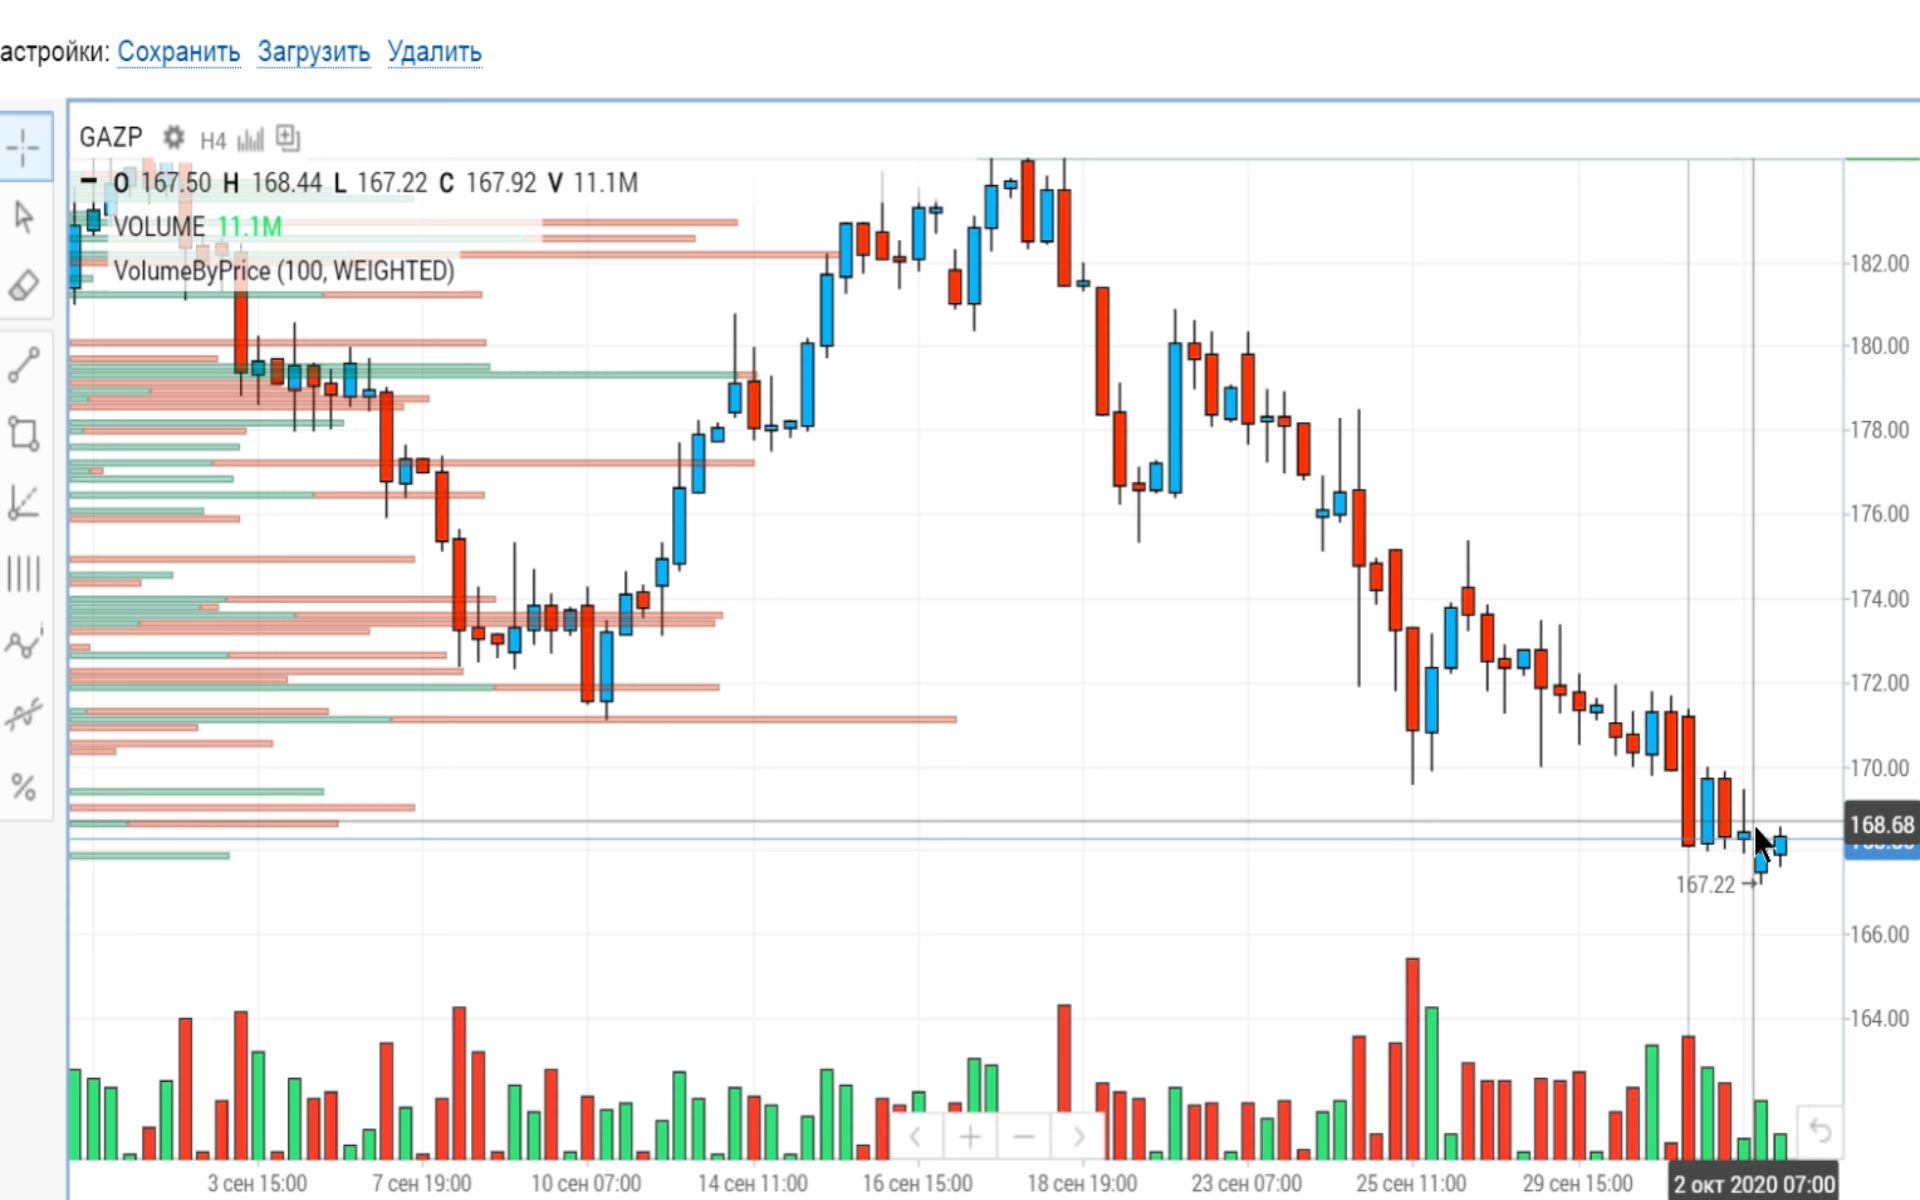 астройки: Сохранить Загрузить Удалить
GAZP H4
O 167.50 H 168.44 L 167.22 C 167.92 V 11.1M
VOLUME 11.1M
VolumeByPrice (100, WEIGHTED)
182.00
180.00
178.00
176.00
174.00
172.00
170.00
168.68
167.22
166.00
164.00
3 сен 15:00 7 сен 19:00 10 сен 07:00 14 сен 11:00 16 сен 15:00 18 сен 19:00 23 сен 07:00 25 сен 11:00 29 сен 15:00 2 окт 2020 07:00